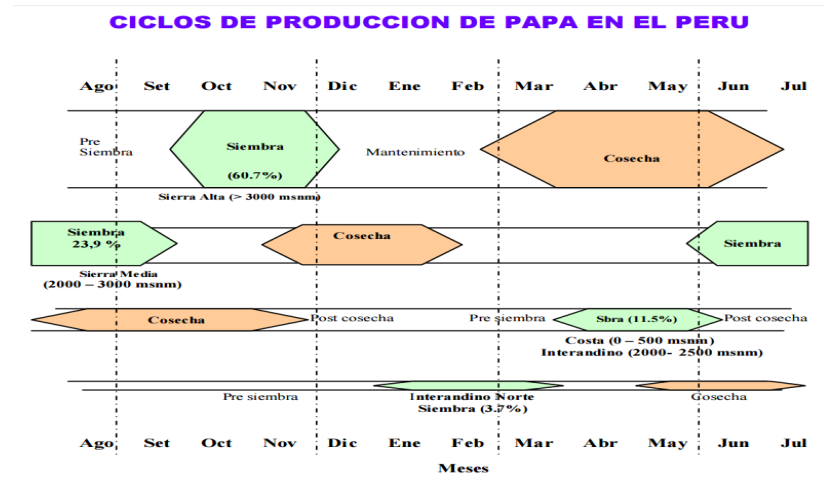 CICLOS DE PRODUCCION DE PAPA EN EL PERU
Ago Set Oct Nov Dic Ene Feb Mar Abr May Jun Jul
Pre
Siembra
Siembra
(60.7%)
Mantenimiento
Cosecha
Sierra Alta (> 3000 msnm)
Siembra
23,9 %
Cosecha
Siembra
Sierra Media
(2000 – 3000 msnm)
Cosecha
Post cosecha
Pre siembra
Sbra (11.5%)
Post cosecha
Costa (0 – 500 msnm)
Interandino (2000- 2500 msnm)
Pre siembra
Interandino Norte
Siembra (3.7%)
Cosecha
Ago Set Oct Nov Dic Ene Feb Mar Abr May Jun Jul
Meses